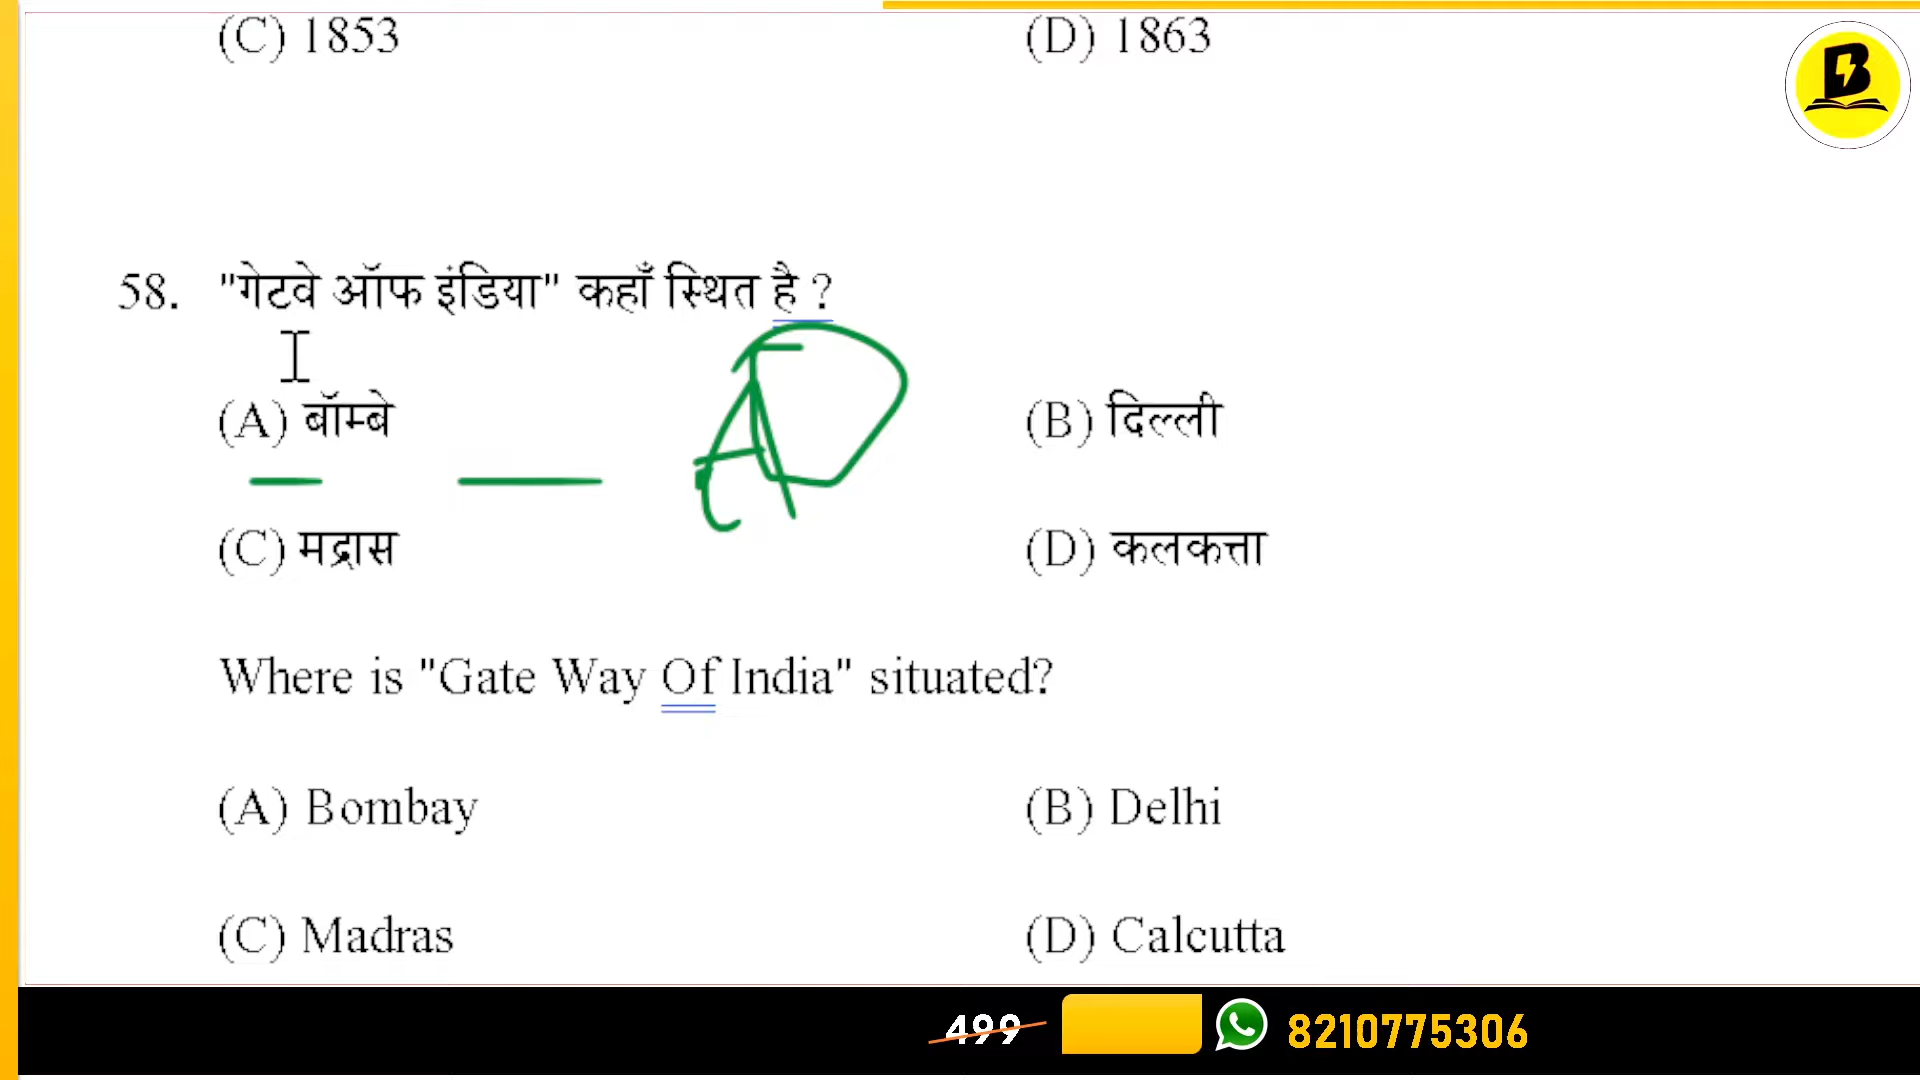 (C) 1853 (D) 1863
58. "गेटवे ऑफ इंडिया" कहाँ स्थित है ?
A
(A) बॉम्बे (B) दिल्ली
(C) मद्रास (D) कलकत्ता
Where is "Gate Way Of India" situated?
(A) Bombay (B) Delhi
(C) Madras (D) Calcutta
499 8210775306
B